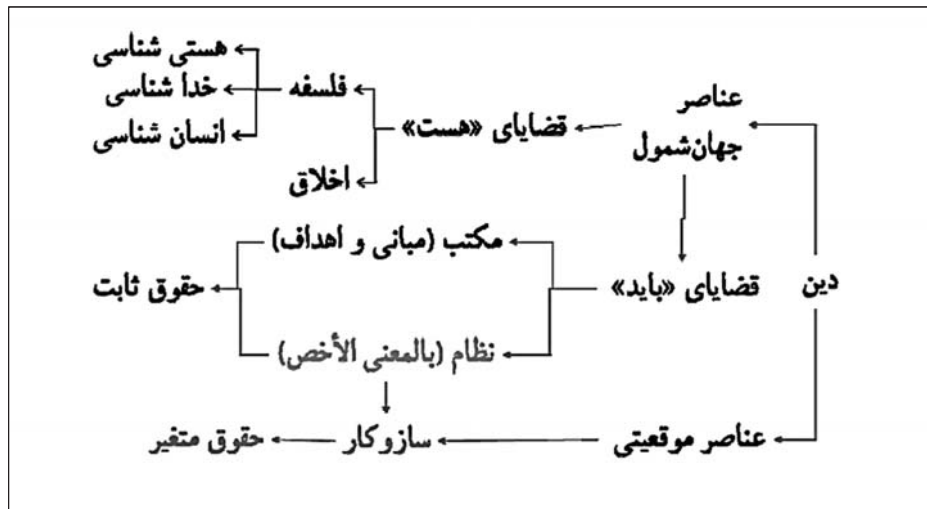 هستی شناسی
خدا شناسی
انسان شناسی
فلسفه
اخلاق
قضایای «هست»
عناصر
جهان‌شمول
مکتب (مبانی و اهداف)
حقوق ثابت
قضایای «باید»
دین
نظام (بالمعنی الأخص)
حقوق متغیر
سازوکار
عناصر موقعیتی